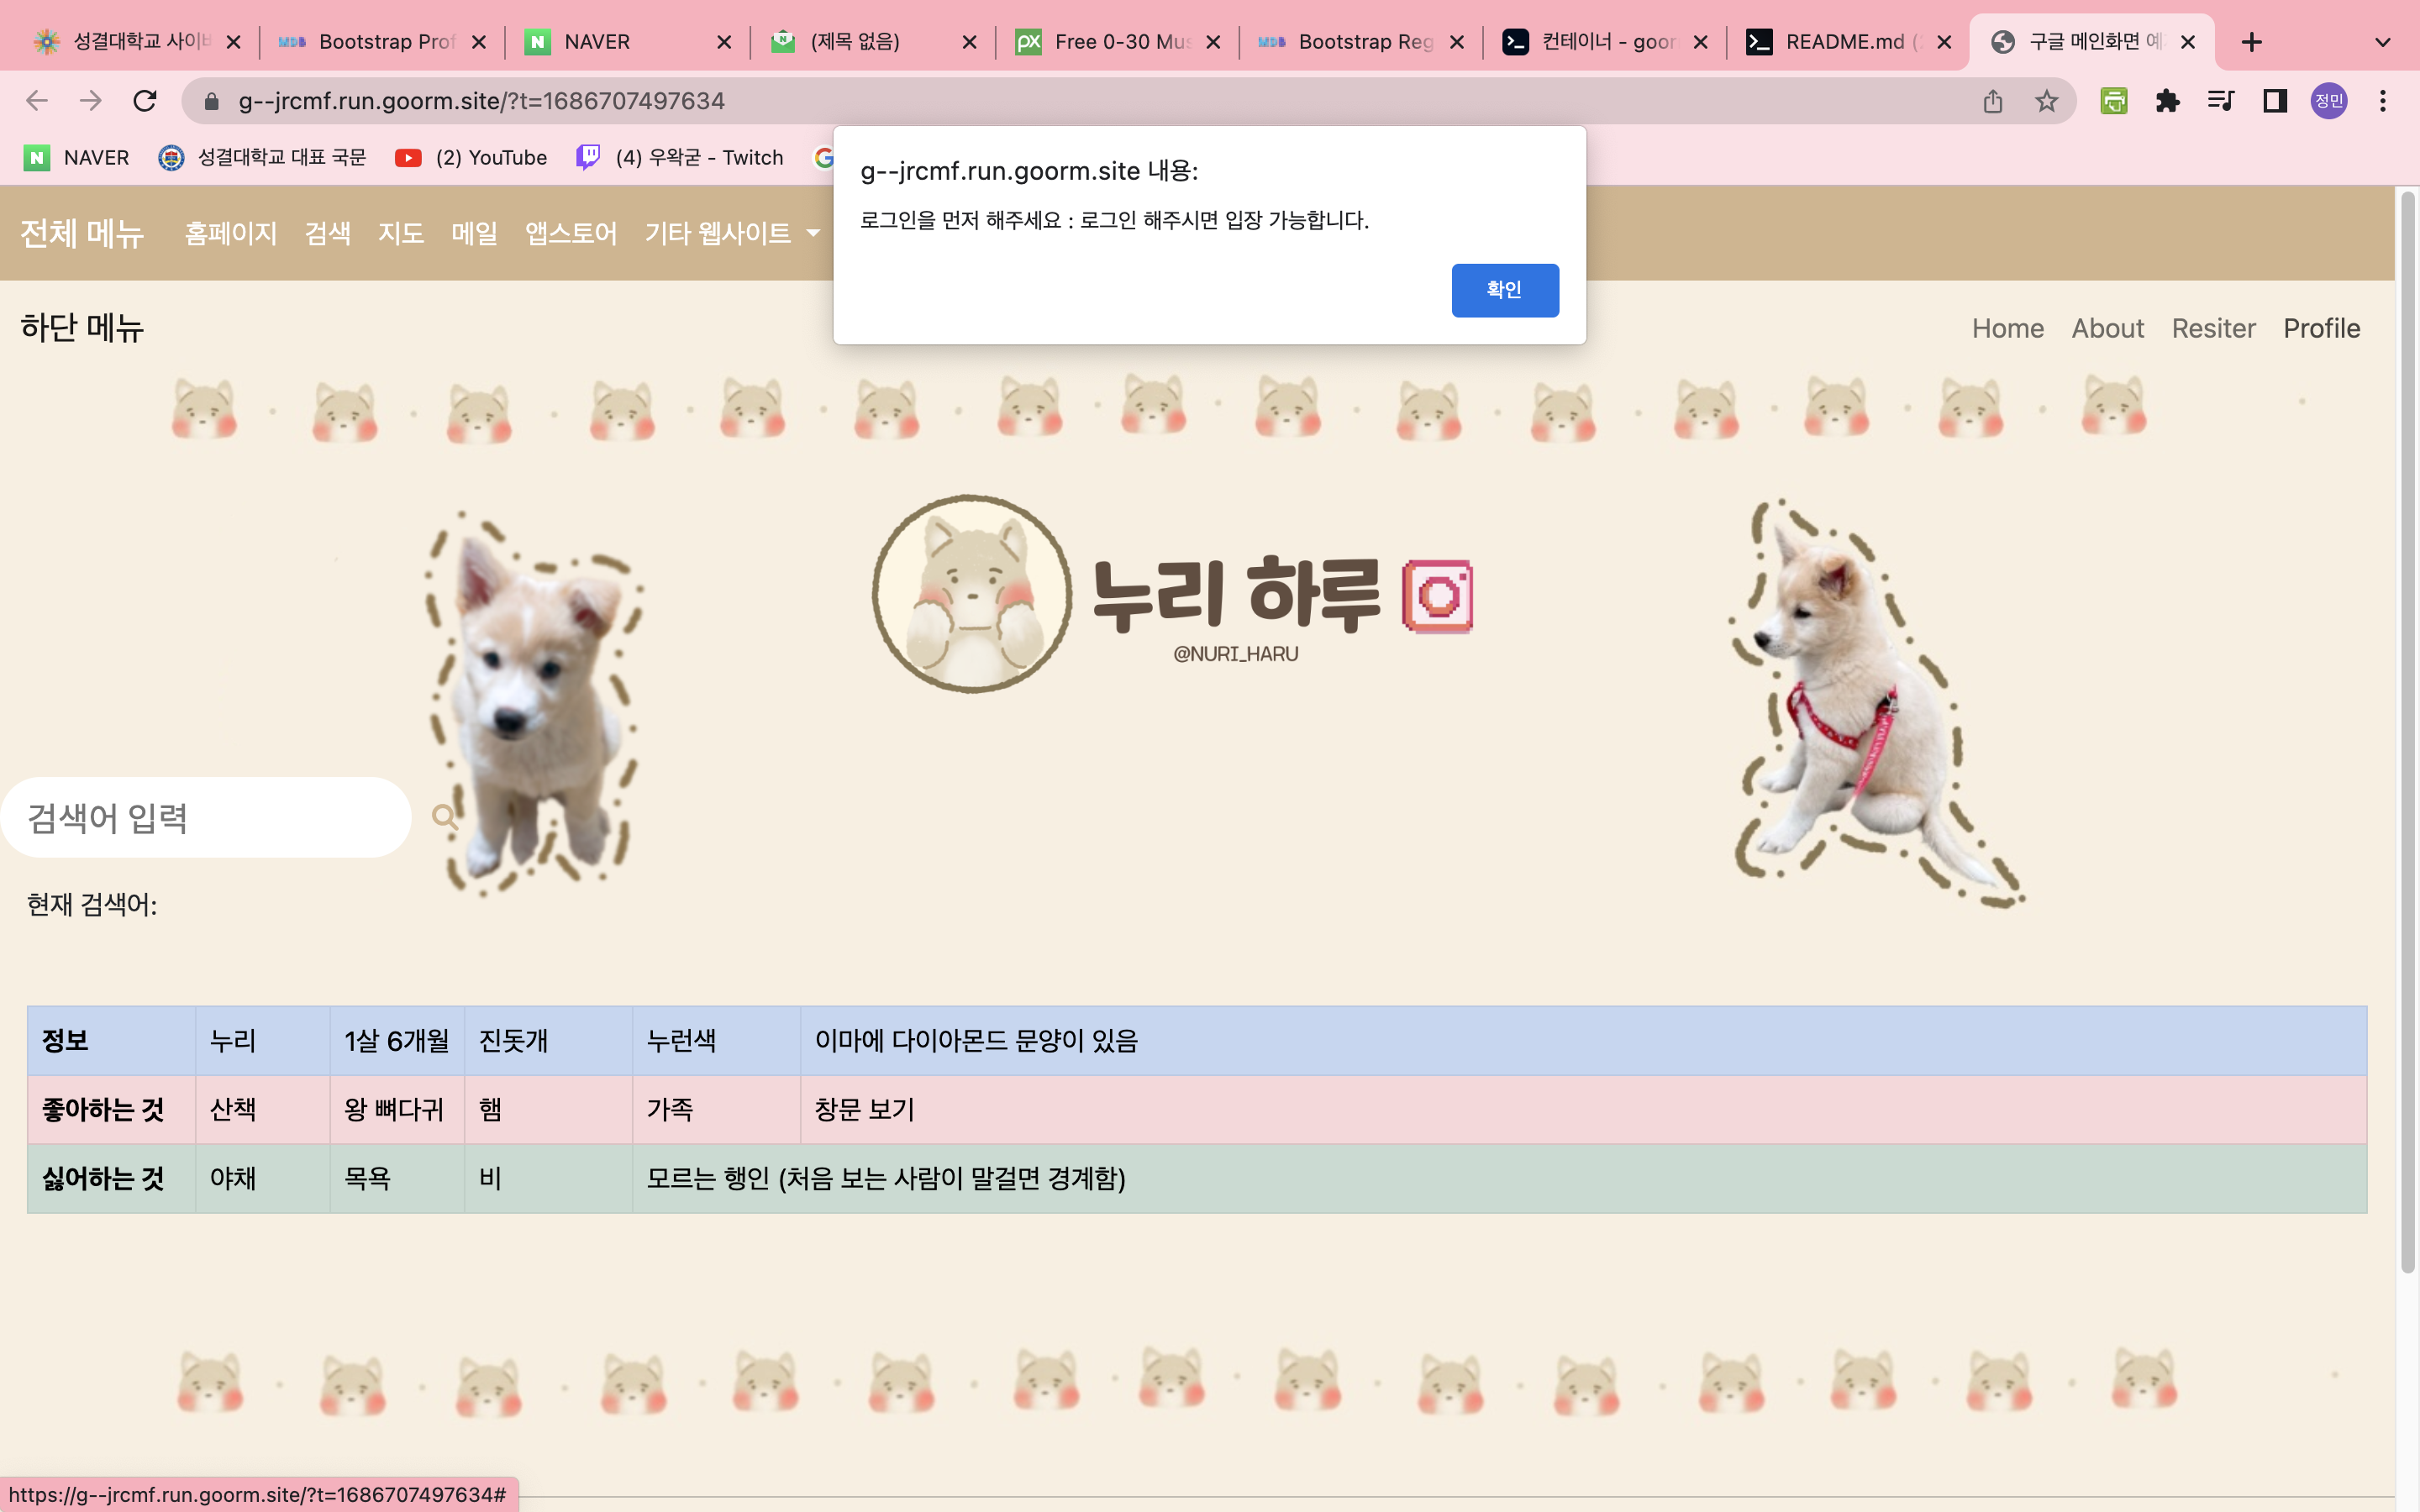 성결대학교 사이버
Bootstrap Prof
NAVER
(제목 없음)
Free 0-30 Mus
Bootstrap Reg
컨테이너 - goor
README.md (
구글 메인화면 예
g--jrcmf.run.goorm.site/?t=1686707497634
정민
NAVER
성결대학교 대표 국문
(2) YouTube
(4) 우왁굳 - Twitch
g--jrcmf.run.goorm.site 내용:
로그인을 먼저 해주세요 : 로그인 해주시면 입장 가능합니다.
확인
전체 메뉴 홈페이지 검색 지도 메일 앱스토어 기타 웹사이트
하단 메뉴
Home About Resiter Profile
누리 하루
@NURI_HARU
검색어 입력
현재 검색어:
정보 누리 1살 6개월 진돗개 누런색 이마에 다이아몬드 문양이 있음
좋아하는 것 산책 왕 뼈다귀 햄 가족 창문 보기
싫어하는 것 야채 목욕 비 모르는 행인 (처음 보는 사람이 말걸면 경계함)
https://g--jrcmf.run.goorm.site/?t=1686707497634#